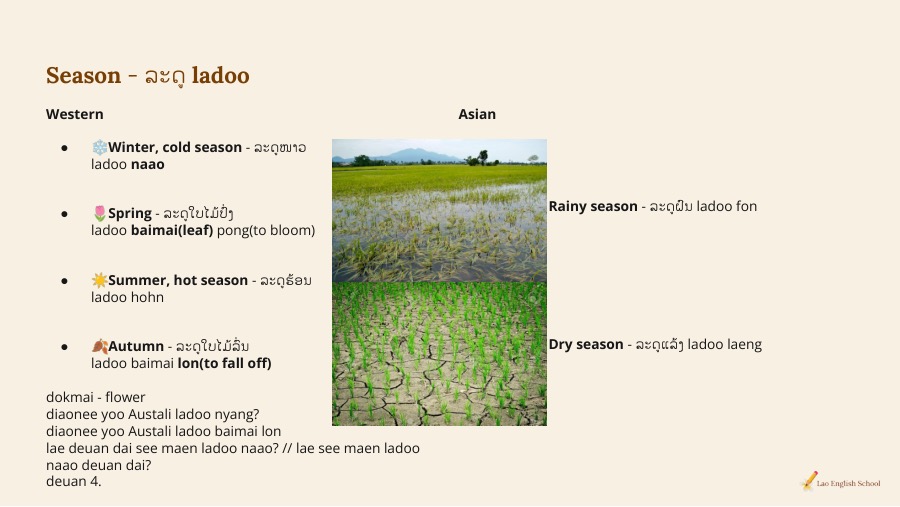 Season - ລະດູ ladoo
Western
❄️Winter, cold season - ລະດູໜາວ
ladoo naao
🌷Spring - ລະດູໃບໄມ້ປົ່ງ
ladoo baimai(leaf) pong(to bloom)
☀️Summer, hot season - ລະດູຮ້ອນ
ladoo hohn
🍂Autumn - ລະດູໃບໄມ້ລົ່ນ
ladoo baimai lon(to fall off)
dokmai - flower
diaonee yoo Australi ladoo nyang?
diaonee yoo Australi ladoo baimai lon
lae deuan dai see maen ladoo naao? // lae see maen ladoo
naao deuan dai?
deuan 4.
Asian
Rainy season - ລະດູຝົນ ladoo fon
Dry season - ລະດູແລ້ງ ladoo laeng
Lao English School